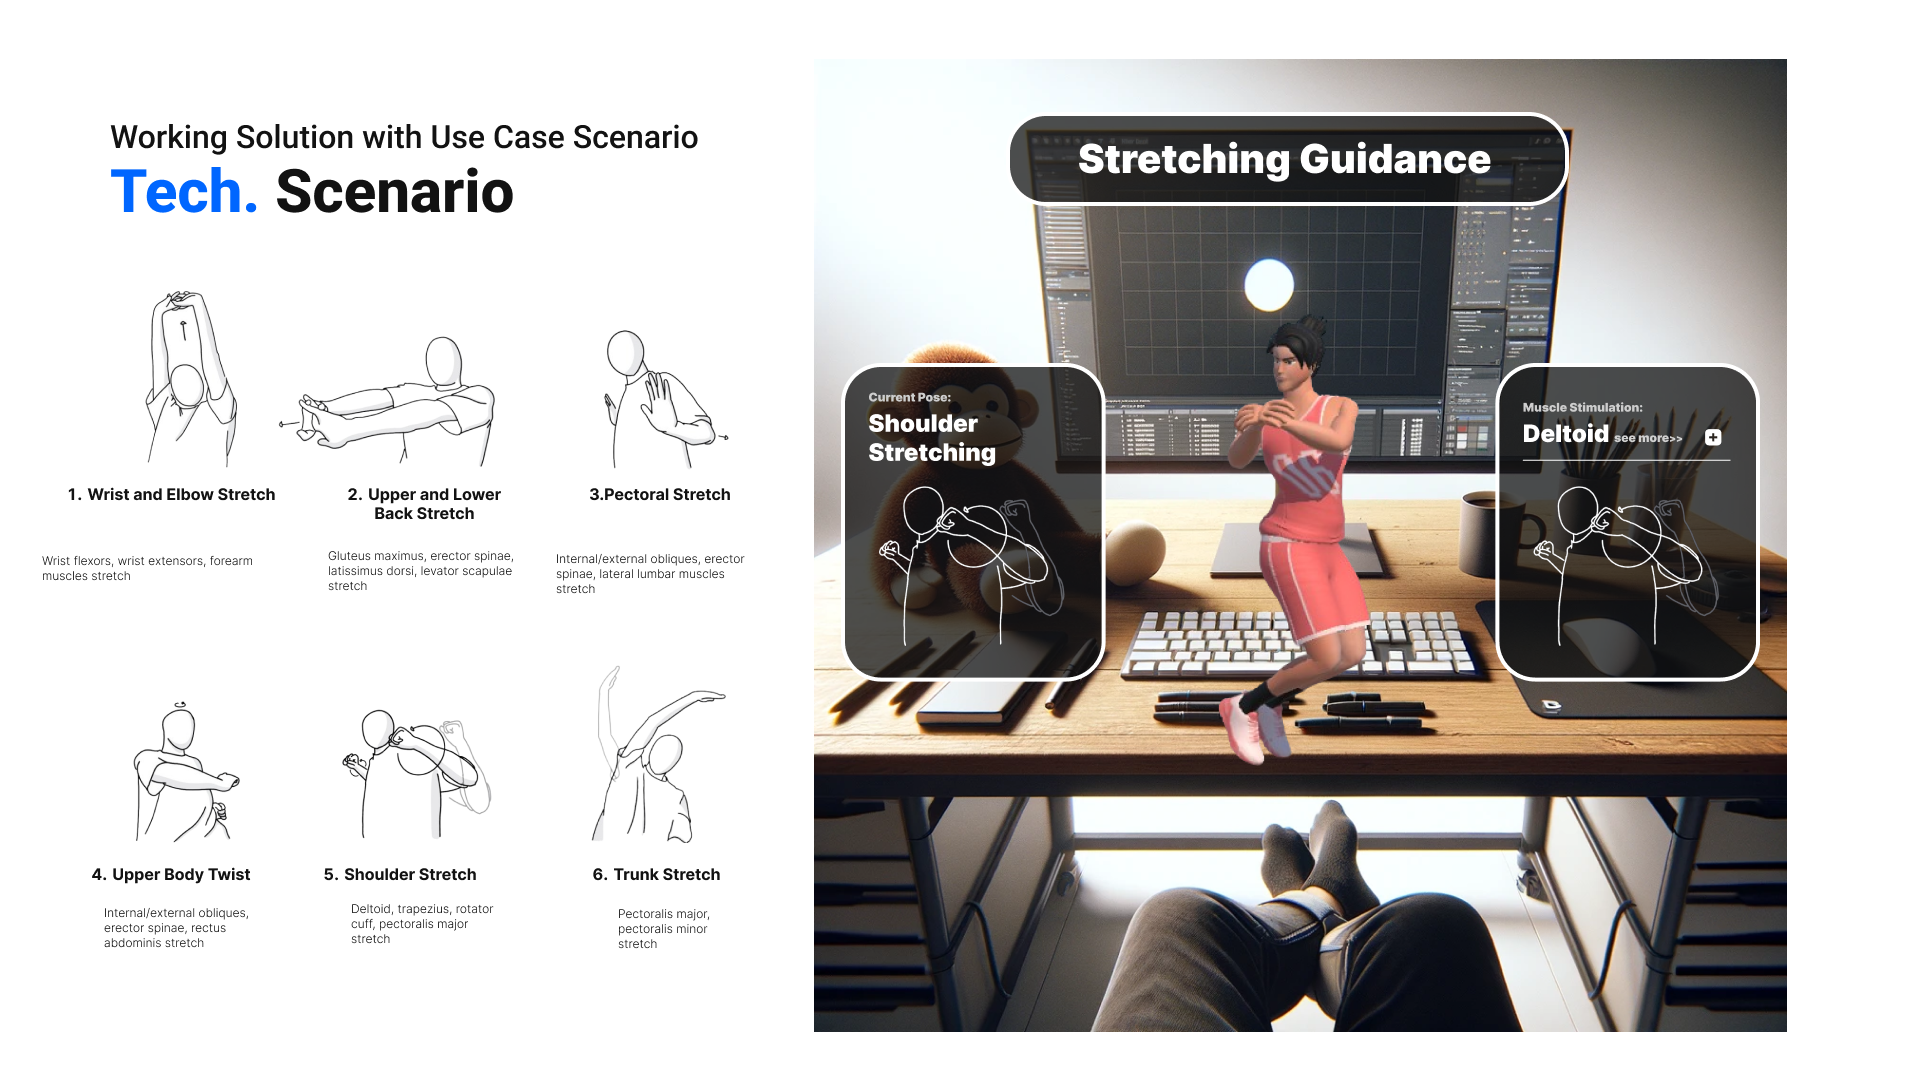 Working Solution with Use Case Scenario
Tech. Scenario
1. Wrist and Elbow Stretch
Wrist flexors, wrist extensors, forearm
muscles stretch
2. Upper and Lower
Back Stretch
Gluteus maximus, erector spinae,
latissimus dorsi, levator scapulae
stretch
3.Pectoral Stretch
Internal/external obliques, erector
spinae, lateral lumbar muscles
stretch
4. Upper Body Twist
Internal/external obliques,
erector spinae, rectus
abdominis stretch
5. Shoulder Stretch
Deltoid, trapezius, rotator
cuff, pectoralis major
stretch
6. Trunk Stretch
Pectoralis major,
pectoralis minor
stretch
Stretching Guidance
Current Pose:
Shoulder
Stretching
Muscle Stimulation:
Deltoid see more>>